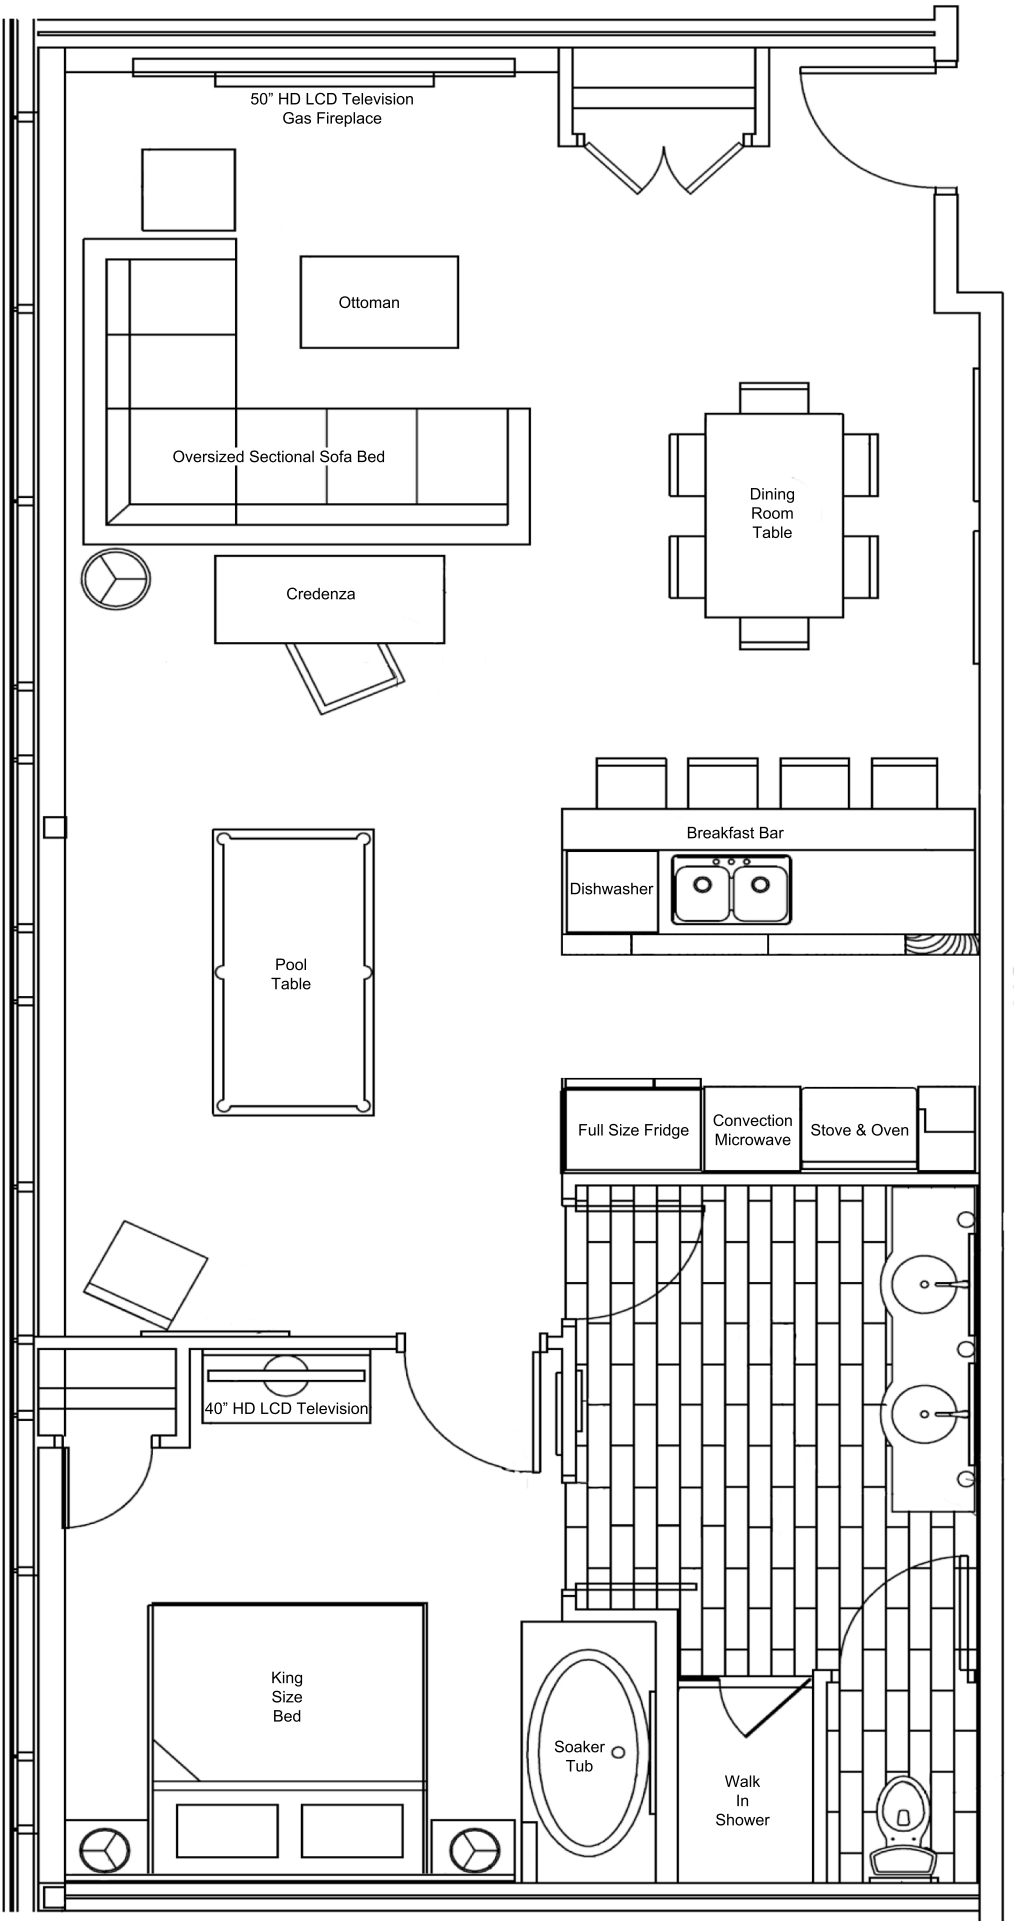 50” HD LCD Television
Gas Fireplace
Ottoman
Oversized Sectional Sofa Bed
Dining
Room
Table
Credenza
Breakfast Bar
Dishwasher
Pool
Table
Full Size Fridge
Convection
Microwave
Stove & Oven
40” HD LCD Television
King
Size
Bed
Soaker
Tub
Walk
In
Shower